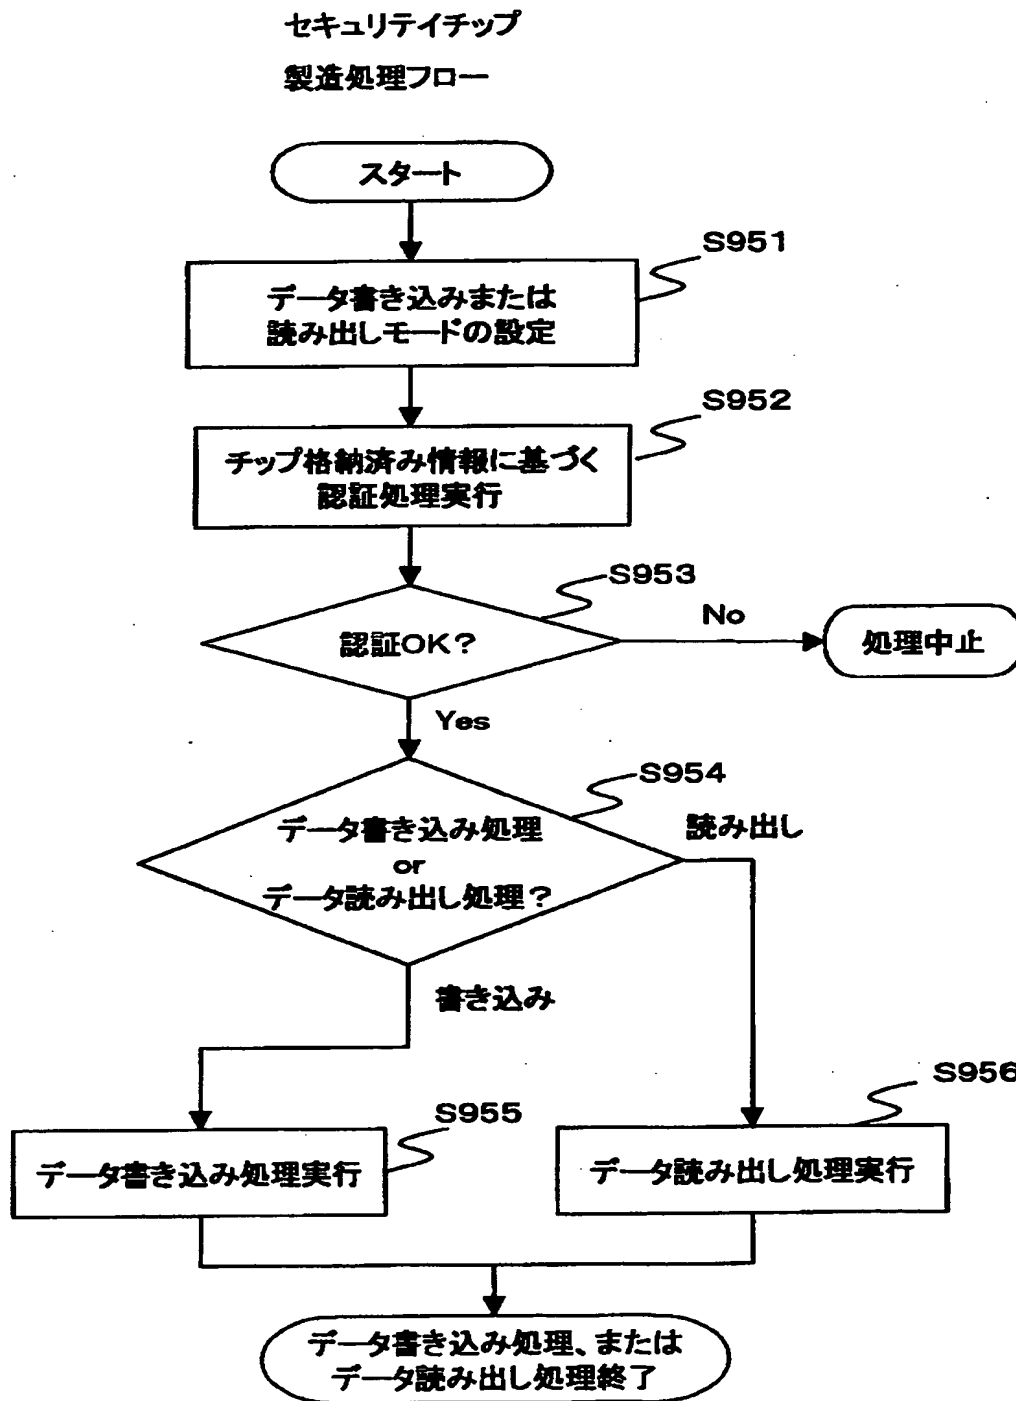 セキュリテイチップ
製造処理フロー
スタート
S951
データ書き込みまたは
読み出しモードの設定
S952
チップ格納済み情報に基づく
認証処理実行
S953
認証OK?
No
処理中止
Yes
S954
データ書き込み処理
or
データ読み出し処理?
読み出し
書き込み
S955
データ書き込み処理実行
S956
データ読み出し処理実行
データ書き込み処理、または
データ読み出し処理終了